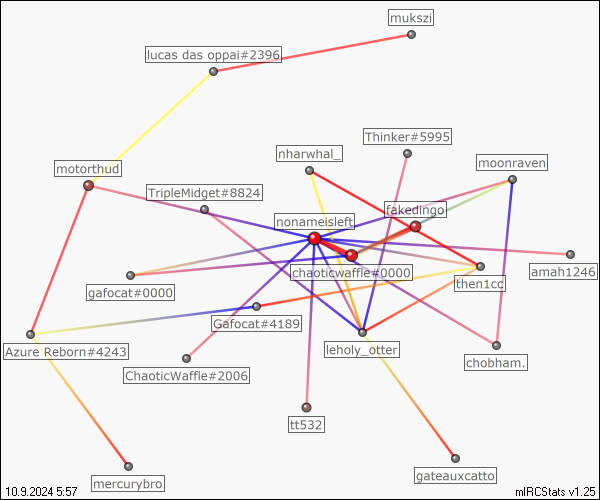 mukszi
lucas das oppai#2396
Thinker#5995
nharwhal_
moonraven
motorthud
TripleMidget#8824
fakedingo
nonameisleft
chaoticwaffle#0000
amah1246
then1cc
gafocat#0000
Gafocat#4189
Azure Reborn#4243
leholy_otter
chobham.
ChaoticWaffle#2006
tt532
gateauxcatto
mercurybro
10.9.2024 5:57
mIRCStats v1.25